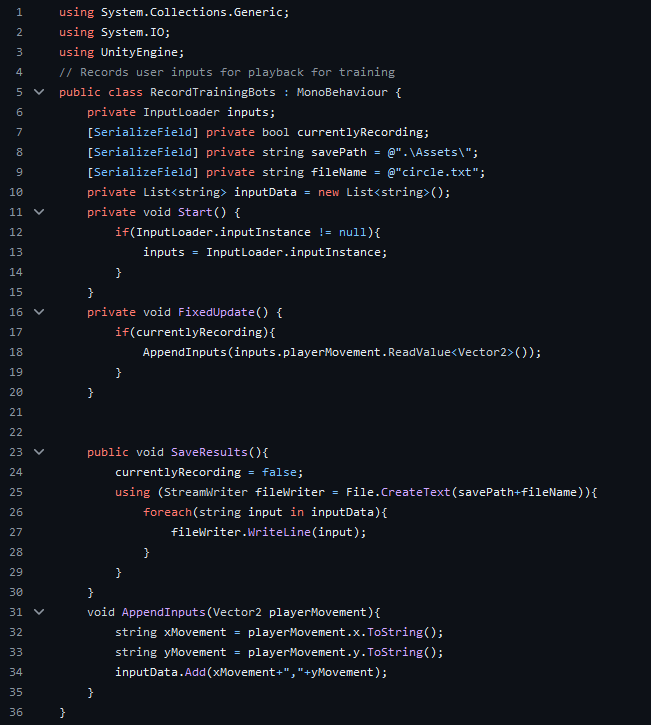 1 using System.Collections.Generic;
2 using System.IO;
3 using UnityEngine;
4 // Records user inputs for playback for training
5 public class RecordTrainingBots : MonoBehaviour {
6     private InputLoader inputs;
7     [SerializeField] private bool currentlyRecording;
8     [SerializeField] private string savePath = @".\Assets\";
9     [SerializeField] private string fileName = @"circle.txt";
10     private List<string> inputData = new List<string>();
11     private void Start() {
12         if(InputLoader.inputInstance != null){
13             inputs = InputLoader.inputInstance;
14         }
15     }
16     private void FixedUpdate() {
17         if(currentlyRecording){
18             AppendInputs(inputs.playerMovement.ReadValue<Vector2>());
19         }
20     }
21
22
23     public void SaveResults(){
24         currentlyRecording = false;
25         using (StreamWriter fileWriter = File.CreateText(savePath+fileName)){
26             foreach(string input in inputData){
27                 fileWriter.WriteLine(input);
28             }
29         }
30     }
31     void AppendInputs(Vector2 playerMovement){
32         string xMovement = playerMovement.x.ToString();
33         string yMovement = playerMovement.y.ToString();
34         inputData.Add(xMovement+","+yMovement);
35     }
36 }